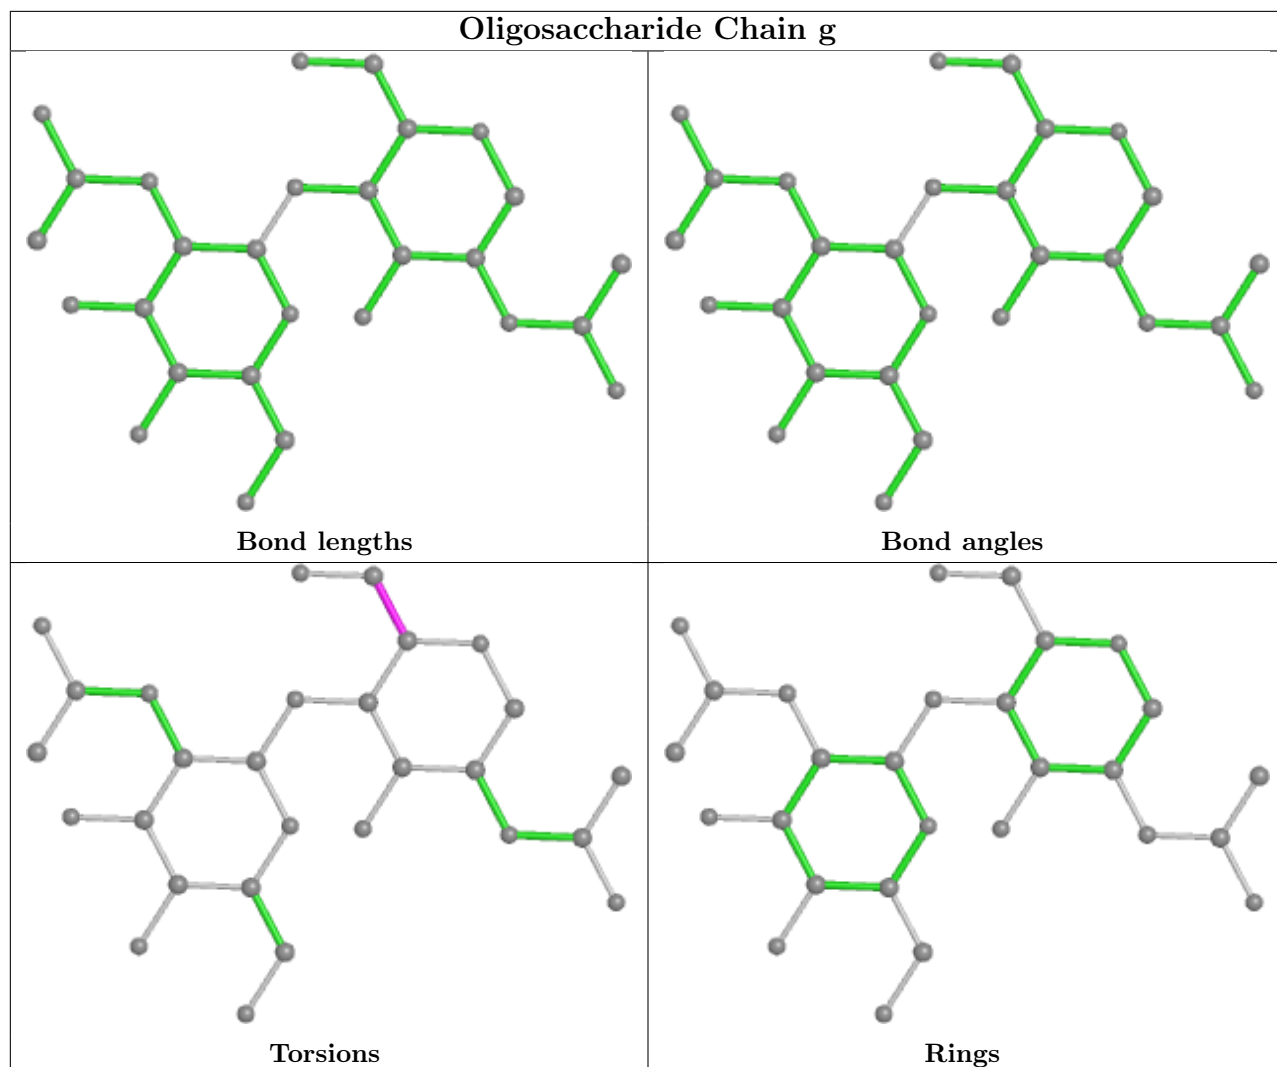 Oligosaccharide Chain g
Bond lengths
Bond angles
Torsions
Rings